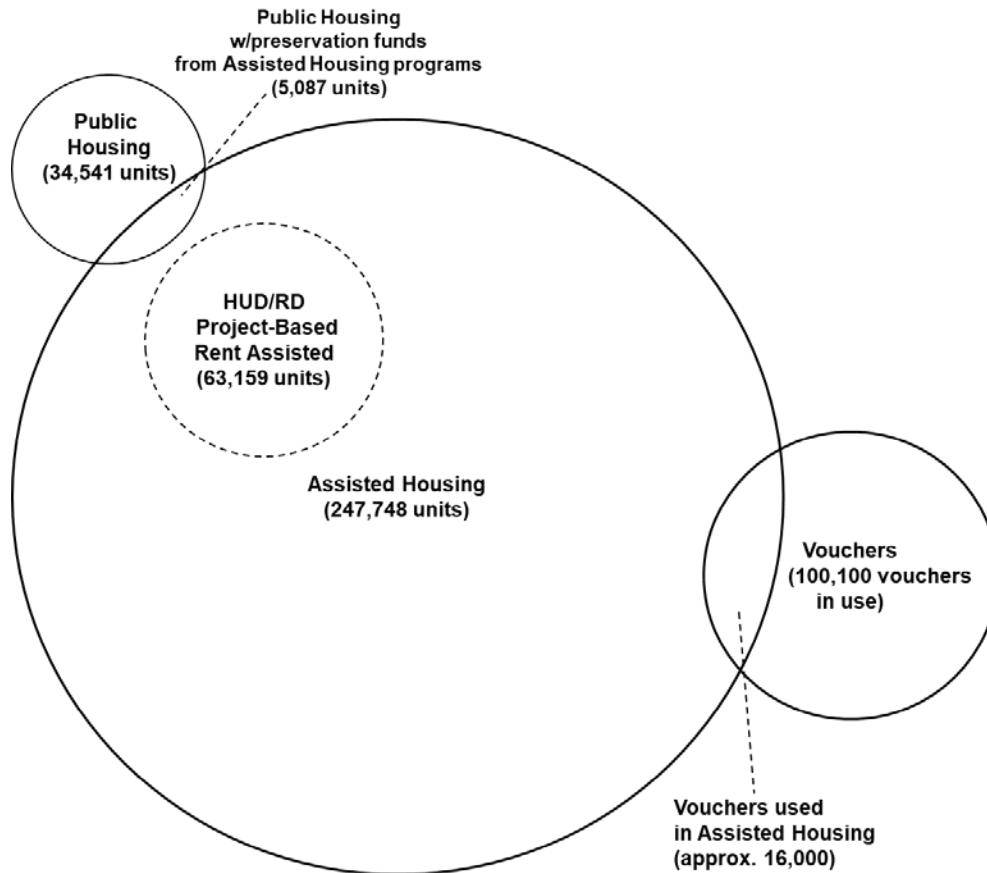 Public Housing
w/preservation funds
from Assisted Housing programs
(5,087 units)
Public
Housing
(34,541 units)
HUD/RD
Project-Based
Rent Assisted
(63,159 units)
Assisted Housing
(247,748 units)
Vouchers
(100,100 vouchers
in use)
Vouchers used
in Assisted Housing
(approx. 16,000)